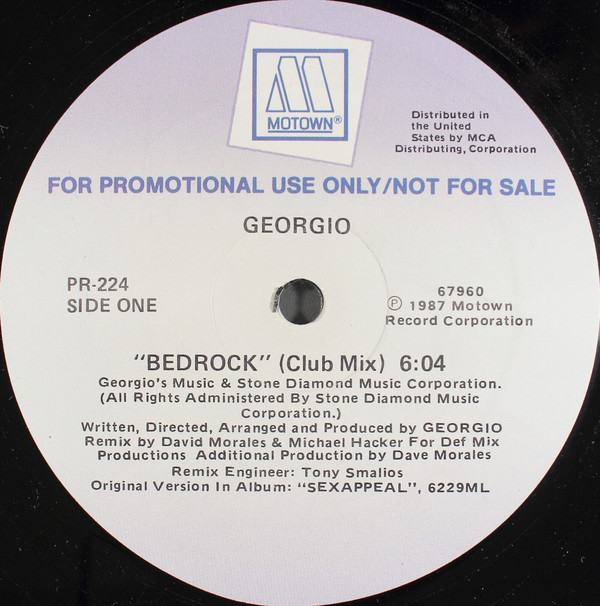 MOTOWN®
Distributed in
the United
States by MCA
Distributing, Corporation
FOR PROMOTIONAL USE ONLY/NOT FOR SALE
GEORGIO
PR-224
SIDE ONE
67960
Ⓟ 1987 Motown
Record Corporation
"BEDROCK" (Club Mix) 6:04
Georgio's Music & Stone Diamond Music Corporation.
(All Rights Administered By Stone Diamond Music
Corporation.)
Written, Directed, Arranged and Produced by GEORGIO
Remix by David Morales & Michael Hacker For Def Mix
Productions Additional Production by Dave Morales
Remix Engineer: Tony Smalios
Original Version In Album: "SEXAPPEAL", 6229ML